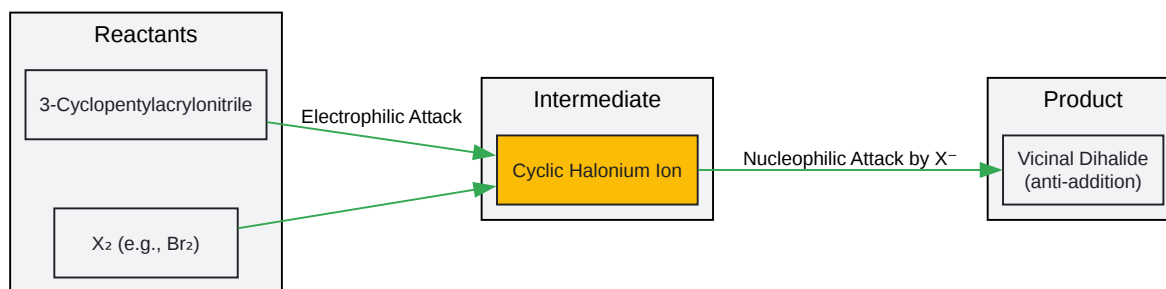 Reactants
3-Cyclopentylacrylonitrile
X₂ (e.g., Br₂)
Electrophilic Attack
Intermediate
Cyclic Halonium Ion
Nucleophilic Attack by X⁻
Product
Vicinal Dihalide
(anti-addition)